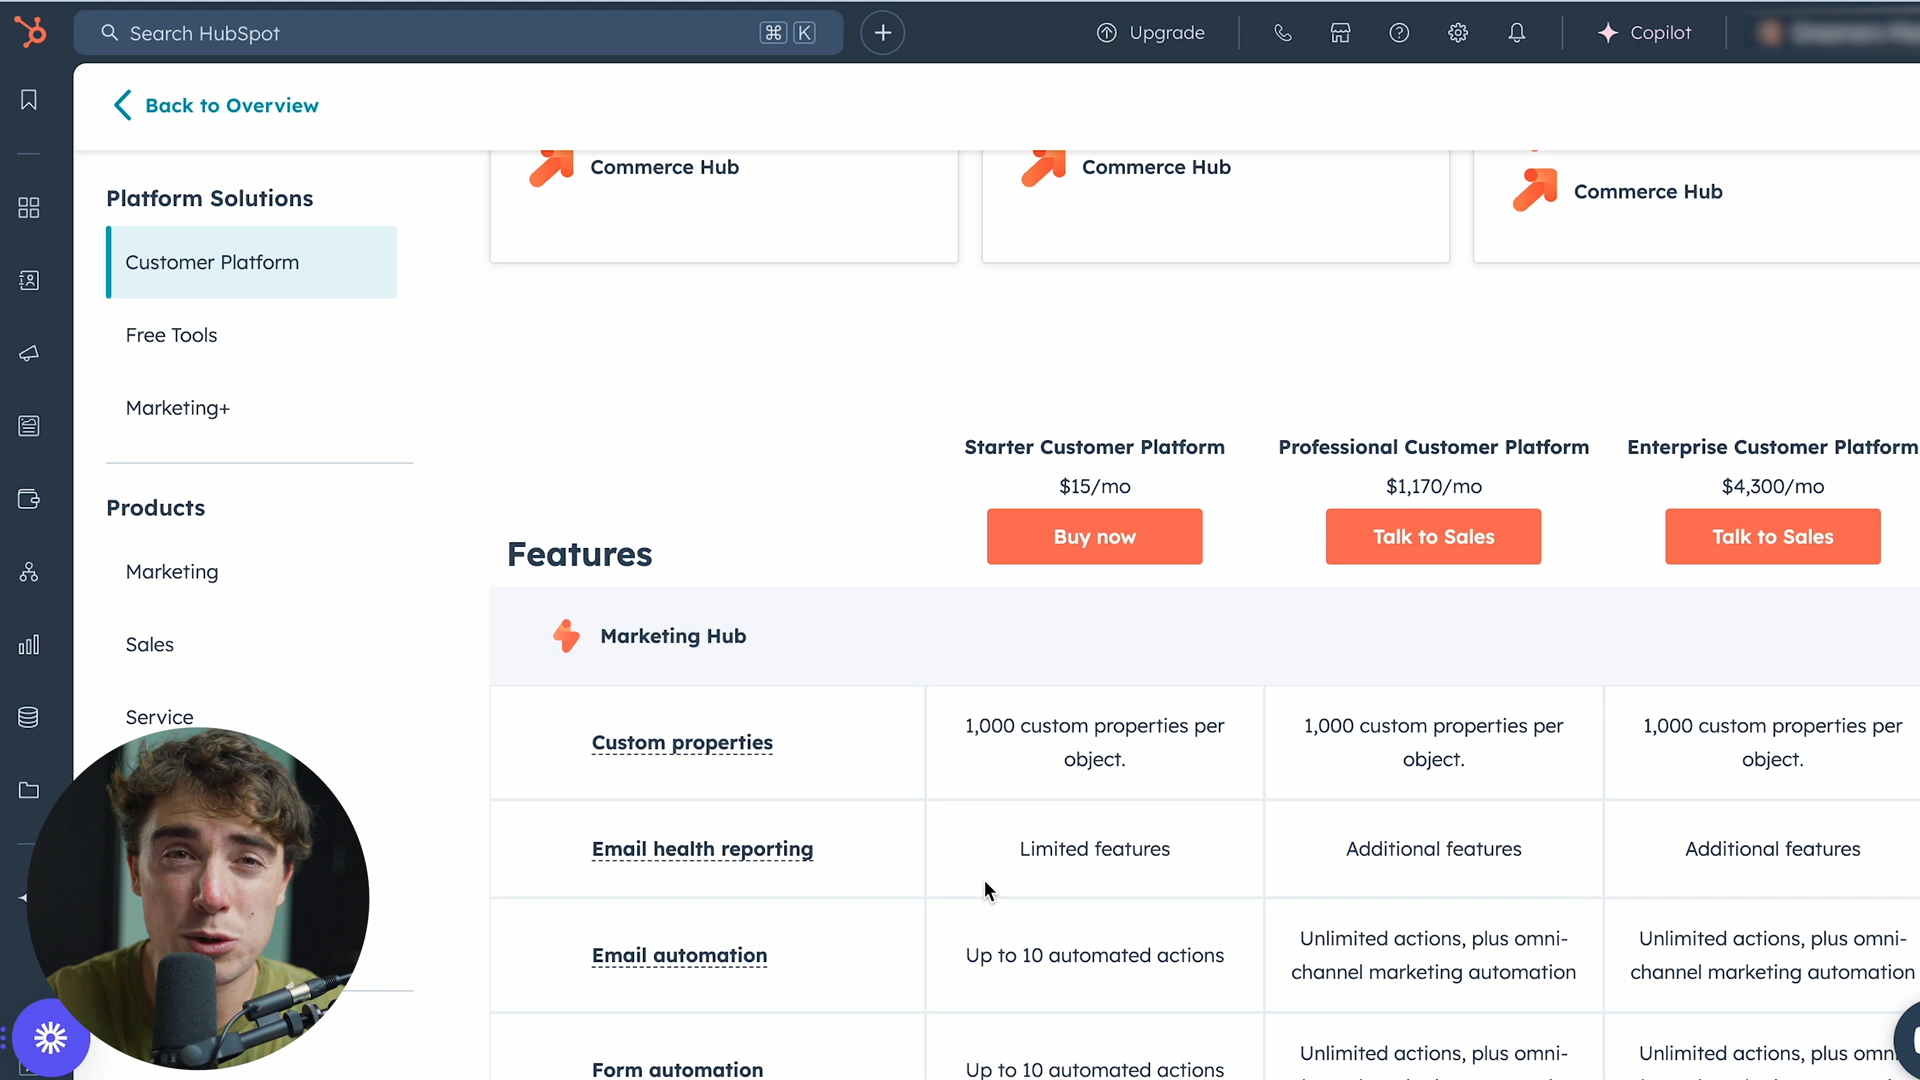 Search HubSpot
⌘ K
Upgrade
Copilot
Back to Overview
Commerce Hub
Commerce Hub
Commerce Hub
Platform Solutions
Customer Platform
Free Tools
Marketing+
Products
Marketing
Sales
Service
Starter Customer Platform
$15/mo
Buy now
Professional Customer Platform
$1,170/mo
Talk to Sales
Enterprise Customer Platform
$4,300/mo
Talk to Sales
Features
Marketing Hub
Custom properties
1,000 custom properties per
object.
1,000 custom properties per
object.
1,000 custom properties per
object.
Email health reporting
Limited features
Additional features
Additional features
Email automation
Up to 10 automated actions
Unlimited actions, plus omni-
channel marketing automation
Unlimited actions, plus omni-
channel marketing automation
Form automation
Up to 10 automated actions
Unlimited actions, plus omni-
Unlimited actions, plus omni-